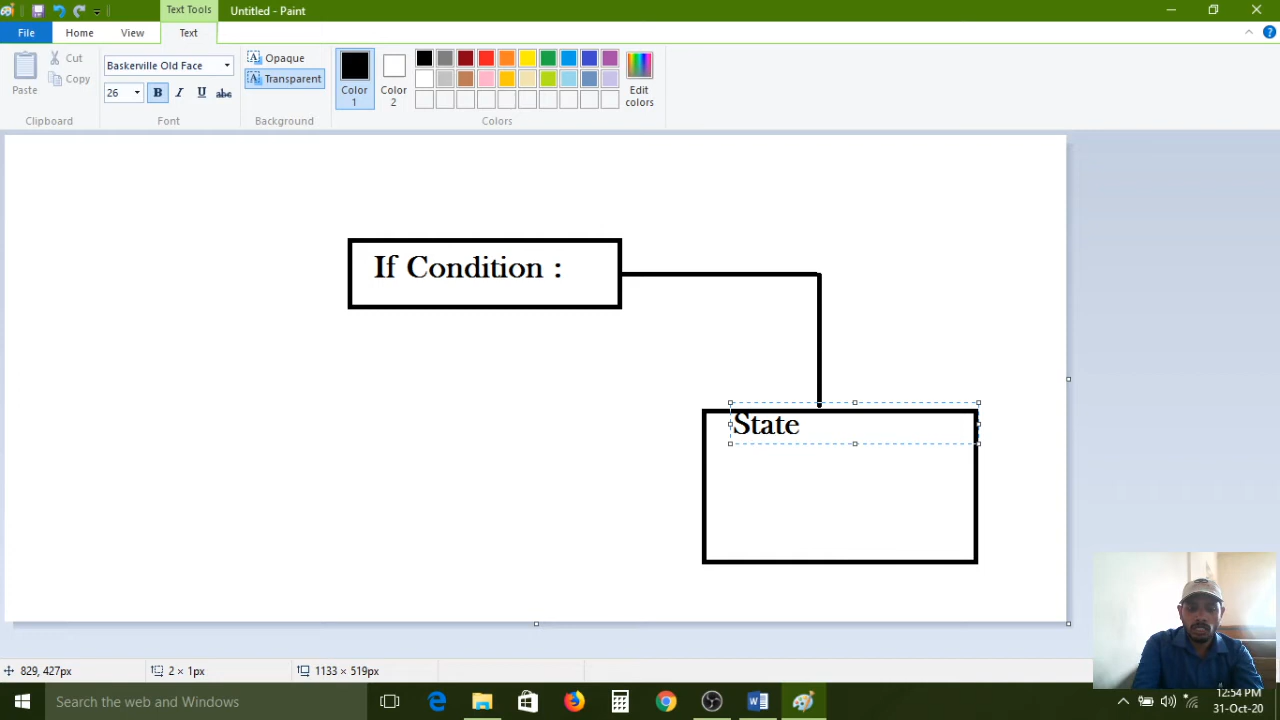 Text Tools
Untitled - Paint
File
Home
View
Text
Paste
Cut
Copy
Clipboard
Baskerville Old Face
26
B I U abc
Font
Opaque
Transparent
Background
Color 1
Color 2
Edit colors
Colors
If Condition :
State
829, 427px
2 × 1px
1133 × 519px
Search the web and Windows
12:54 PM
31-Oct-20